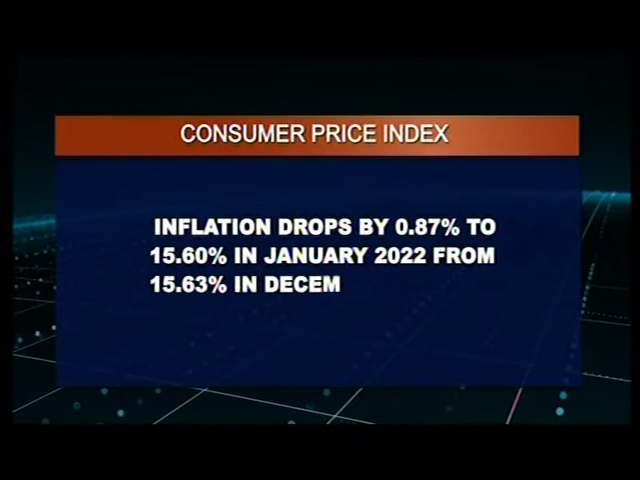 CONSUMER PRICE INDEX
INFLATION DROPS BY 0.87% TO
15.60% IN JANUARY 2022 FROM
15.63% IN DECEM